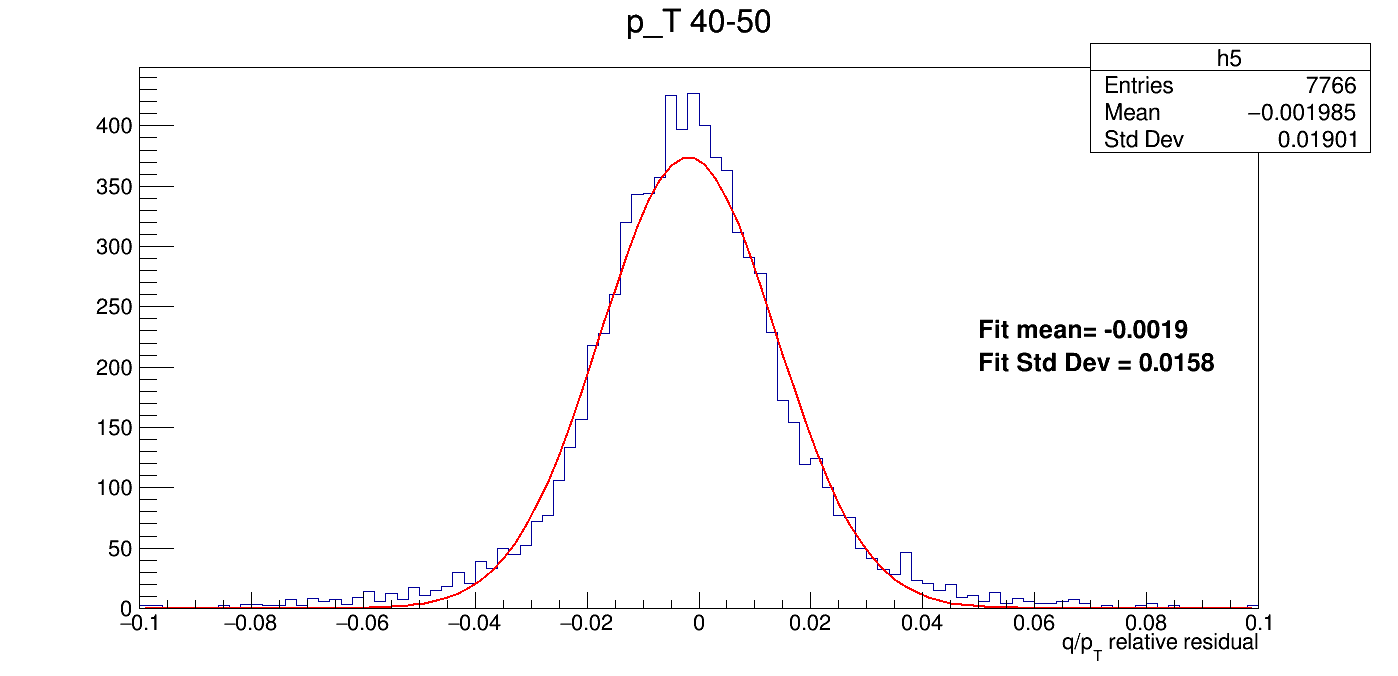 p_T 40-50
h5
Entries 7766
Mean −0.001985
Std Dev 0.01901
400
350
300
250
200
150
100
50
0
Fit mean= -0.0019
Fit Std Dev = 0.0158
−0.1 −0.08 −0.06 −0.04 −0.02 0 0.02 0.04 0.06 0.08 0.1
q/p_T relative residual